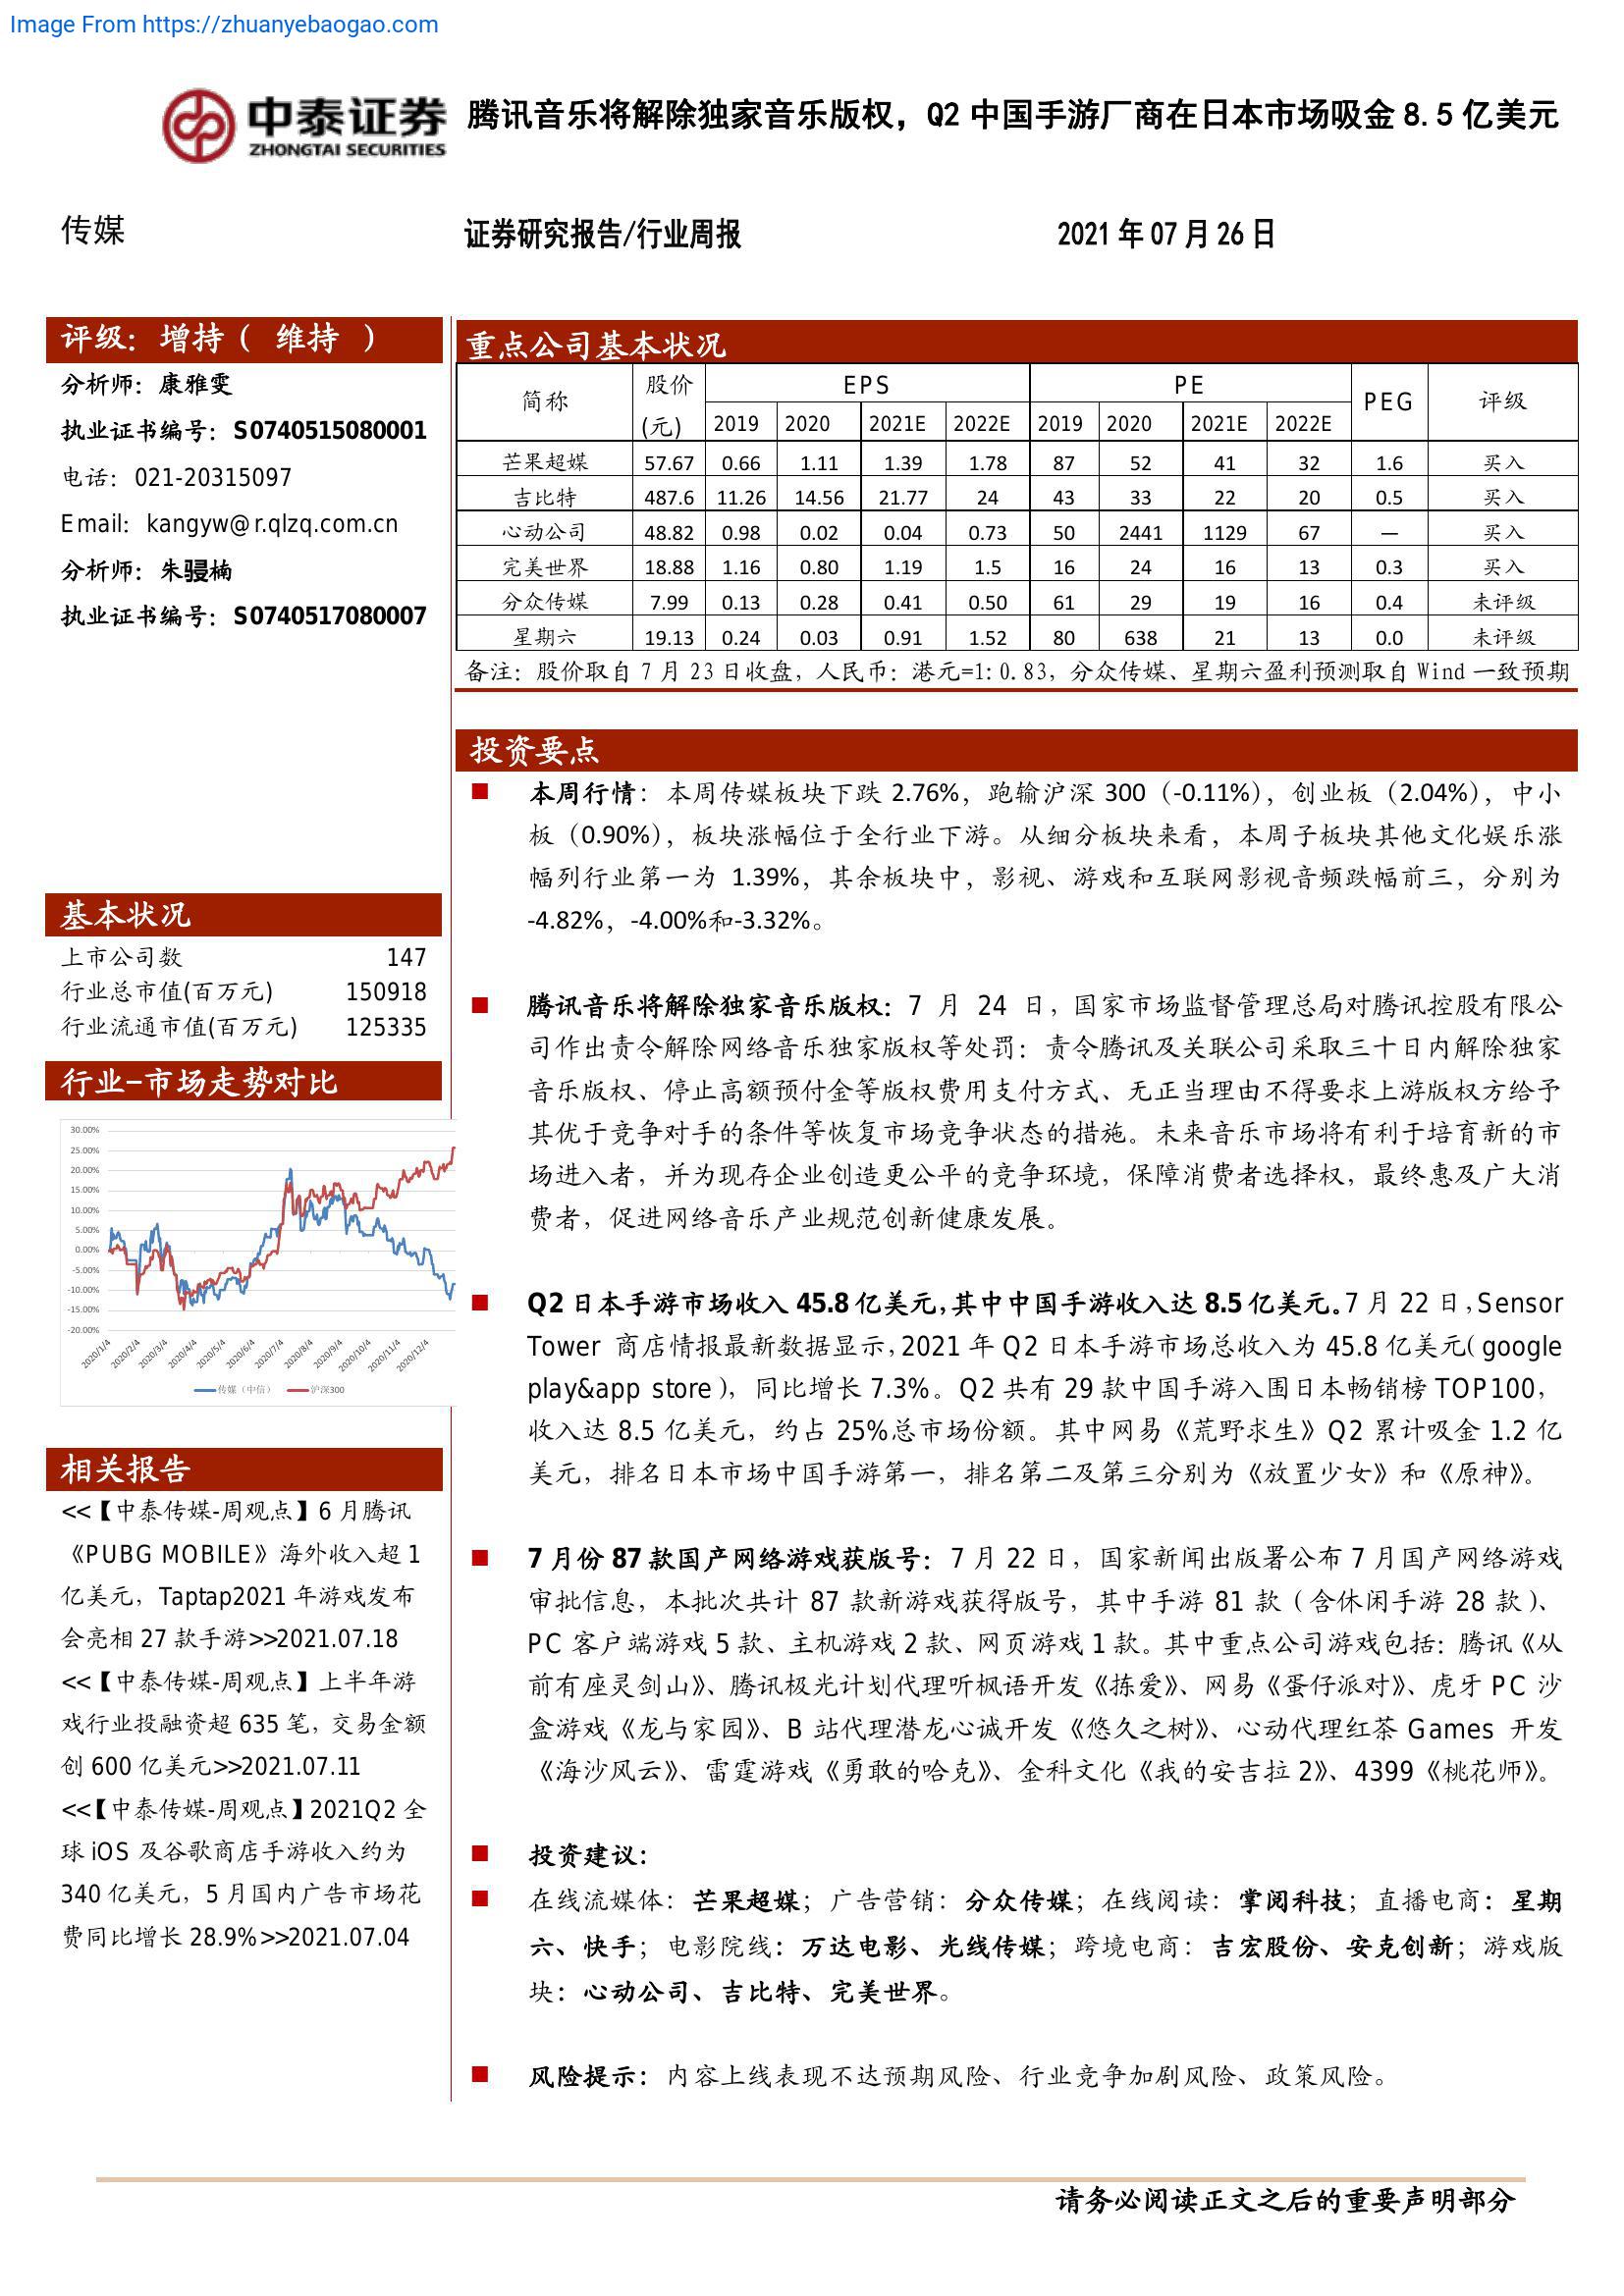 Image From https://zhuanyebaogao.com
中泰证券
ZHONGTAI SECURITIES
腾讯音乐将解除独家音乐版权，Q2 中国手游厂商在日本市场吸金 8.5 亿美元
传媒
证券研究报告/行业周报
2021 年 07 月 26 日
评级：增持（ 维持 ）
分析师：康雅雯
执业证书编号：S0740515080001
电话：021-20315097
Email：kangyw@r.qlzq.com.cn
分析师：朱骎楠
执业证书编号：S0740517080007
基本状况
上市公司数 147
行业总市值(百万元) 150918
行业流通市值(百万元) 125335
行业-市场走势对比
30.00%
25.00%
20.00%
15.00%
10.00%
5.00%
0.00%
-5.00%
-10.00%
-15.00%
-20.00%
2020/1/4 2020/2/4 2020/3/4 2020/4/4 2020/5/4 2020/6/4 2020/7/4 2020/8/4 2020/9/4 2020/10/4 2020/11/4 2020/12/4
传媒（中信） 沪深300
相关报告
<<【中泰传媒-周观点】6 月腾讯
《PUBG MOBILE》海外收入超 1
亿美元，Taptap2021 年游戏发布
会亮相 27 款手游>>2021.07.18
<<【中泰传媒-周观点】上半年游
戏行业投融资超 635 笔，交易金额
创 600 亿美元>>2021.07.11
<<【中泰传媒-周观点】2021Q2 全
球 iOS 及谷歌商店手游收入约为
340 亿美元，5 月国内广告市场花
费同比增长 28.9%>>2021.07.04
重点公司基本状况
简称 股价(元) EPS PE PEG 评级
2019 2020 2021E 2022E 2019 2020 2021E 2022E
芒果超媒 57.67 0.66 1.11 1.39 1.78 87 52 41 32 1.6 买入
吉比特 487.6 11.26 14.56 21.77 24 43 33 22 20 0.5 买入
心动公司 48.82 0.98 0.02 0.04 0.73 50 2441 1129 67 — 买入
完美世界 18.88 1.16 0.80 1.19 1.5 16 24 16 13 0.3 买入
分众传媒 7.99 0.13 0.28 0.41 0.50 61 29 19 16 0.4 未评级
星期六 19.13 0.24 0.03 0.91 1.52 80 638 21 13 0.0 未评级
备注：股价取自 7 月 23 日收盘，人民币：港元=1:0.83，分众传媒、星期六盈利预测取自 Wind 一致预期
投资要点
■ 本周行情：本周传媒板块下跌 2.76%，跑输沪深 300（-0.11%），创业板（2.04%），中小
板（0.90%），板块涨幅位于全行业下游。从细分板块来看，本周子板块其他文化娱乐涨
幅列行业第一为 1.39%，其余板块中，影视、游戏和互联网影视音频跌幅前三，分别为
-4.82%，-4.00%和-3.32%。
■ 腾讯音乐将解除独家音乐版权：7 月 24 日，国家市场监督管理总局对腾讯控股有限公
司作出责令解除网络音乐独家版权等处罚：责令腾讯及关联公司采取三十日内解除独家
音乐版权、停止高额预付金等版权费用支付方式、无正当理由不得要求上游版权方给予
其优于竞争对手的条件等恢复市场竞争状态的措施。未来音乐市场将有利于培育新的市
场进入者，并为现存企业创造更公平的竞争环境，保障消费者选择权，最终惠及广大消
费者，促进网络音乐产业规范创新健康发展。
■ Q2 日本手游市场收入 45.8 亿美元，其中中国手游收入达 8.5 亿美元。7 月 22 日，Sensor
Tower 商店情报最新数据显示，2021 年 Q2 日本手游市场总收入为 45.8 亿美元（google
play&app store），同比增长 7.3%。Q2 共有 29 款中国手游入围日本畅销榜 TOP100，
收入达 8.5 亿美元，约占 25%总市场份额。其中网易《荒野求生》Q2 累计吸金 1.2 亿
美元，排名日本市场中国手游第一，排名第二及第三分别为《放置少女》和《原神》。
■ 7 月份 87 款国产网络游戏获版号：7 月 22 日，国家新闻出版署公布 7 月国产网络游戏
审批信息，本批次共计 87 款新游戏获得版号，其中手游 81 款（含休闲手游 28 款）、
PC 客户端游戏 5 款、主机游戏 2 款、网页游戏 1 款。其中重点公司游戏包括：腾讯《从
前有座灵剑山》、腾讯极光计划代理听枫语开发《拣爱》、网易《蛋仔派对》、虎牙 PC 沙
盒游戏《龙与家园》、B 站代理潜龙心诚开发《悠久之树》、心动代理红茶 Games 开发
《海沙风云》、雷霆游戏《勇敢的哈克》、金科文化《我的安吉拉 2》、4399《桃花师》。
■ 投资建议：
■ 在线流媒体：芒果超媒；广告营销：分众传媒；在线阅读：掌阅科技；直播电商：星期
六、快手；电影院线：万达电影、光线传媒；跨境电商：吉宏股份、安克创新；游戏版
块：心动公司、吉比特、完美世界。
■ 风险提示：内容上线表现不达预期风险、行业竞争加剧风险、政策风险。
请务必阅读正文之后的重要声明部分